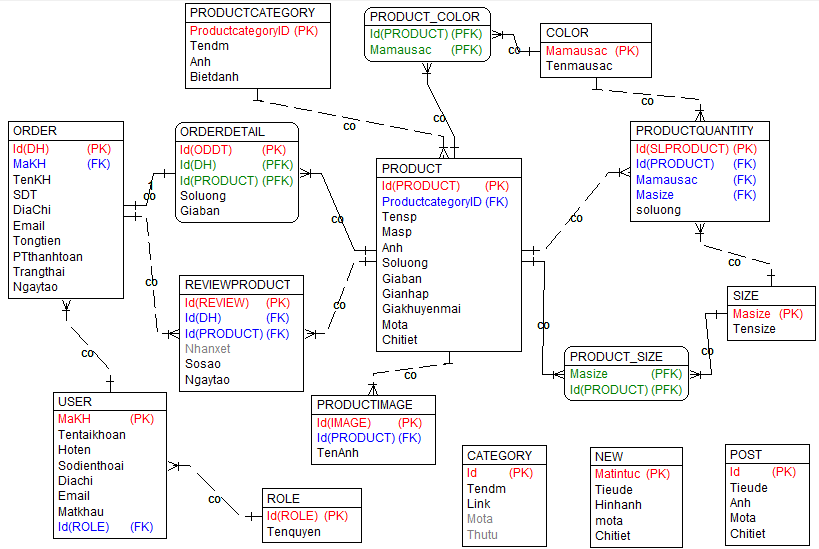 PRODUCTCATEGORY
ProductcategoryID (PK)
Tendm
Anh
Bietdanh
PRODUCT_COLOR
Id(PRODUCT) (PFK)
Mamausac (PFK)
COLOR
Mamausac (PK)
Tenmausac
co
co
co
co
ORDER
Id(DH) (PK)
MaKH (FK)
TenKH
SDT
DiaChi
Email
Tongtien
PTthanhtoan
Trangthai
Ngaytao
ORDERDETAIL
Id(ODDT) (PK)
Id(DH) (PFK)
Id(PRODUCT) (PFK)
Soluong
Giaban
PRODUCT
Id(PRODUCT) (PK)
ProductcategoryID (FK)
Tensp
Masp
Anh
Soluong
Giaban
Gianhap
Giakhuyenmai
Mota
Chitiet
PRODUCTQUANTITY
Id(SLPRODUCT) (PK)
Id(PRODUCT) (FK)
Mamausac (FK)
Masize (FK)
soluong
co
co
co
co
co
co
REVIEWPRODUCT
Id(REVIEW) (PK)
Id(DH) (FK)
Id(PRODUCT) (FK)
Nhanxet
Sosao
Ngaytao
SIZE
Masize (PK)
Tensize
co
co
co
co
PRODUCT_SIZE
Masize (PFK)
Id(PRODUCT) (PFK)
USER
MaKH (PK)
Tentaikhoan
Hoten
Sodienthoai
Diachi
Email
Matkhau
Id(ROLE) (FK)
PRODUCTIMAGE
Id(IMAGE) (PK)
Id(PRODUCT) (FK)
TenAnh
co
ROLE
Id(ROLE) (PK)
Tenquyen
CATEGORY
Id (PK)
Tendm
Link
Mota
Thutu
NEW
Matintuc (PK)
Tieude
Hinhanh
mota
Chitiet
POST
Id (PK)
Tieude
Anh
Mota
Chitiet